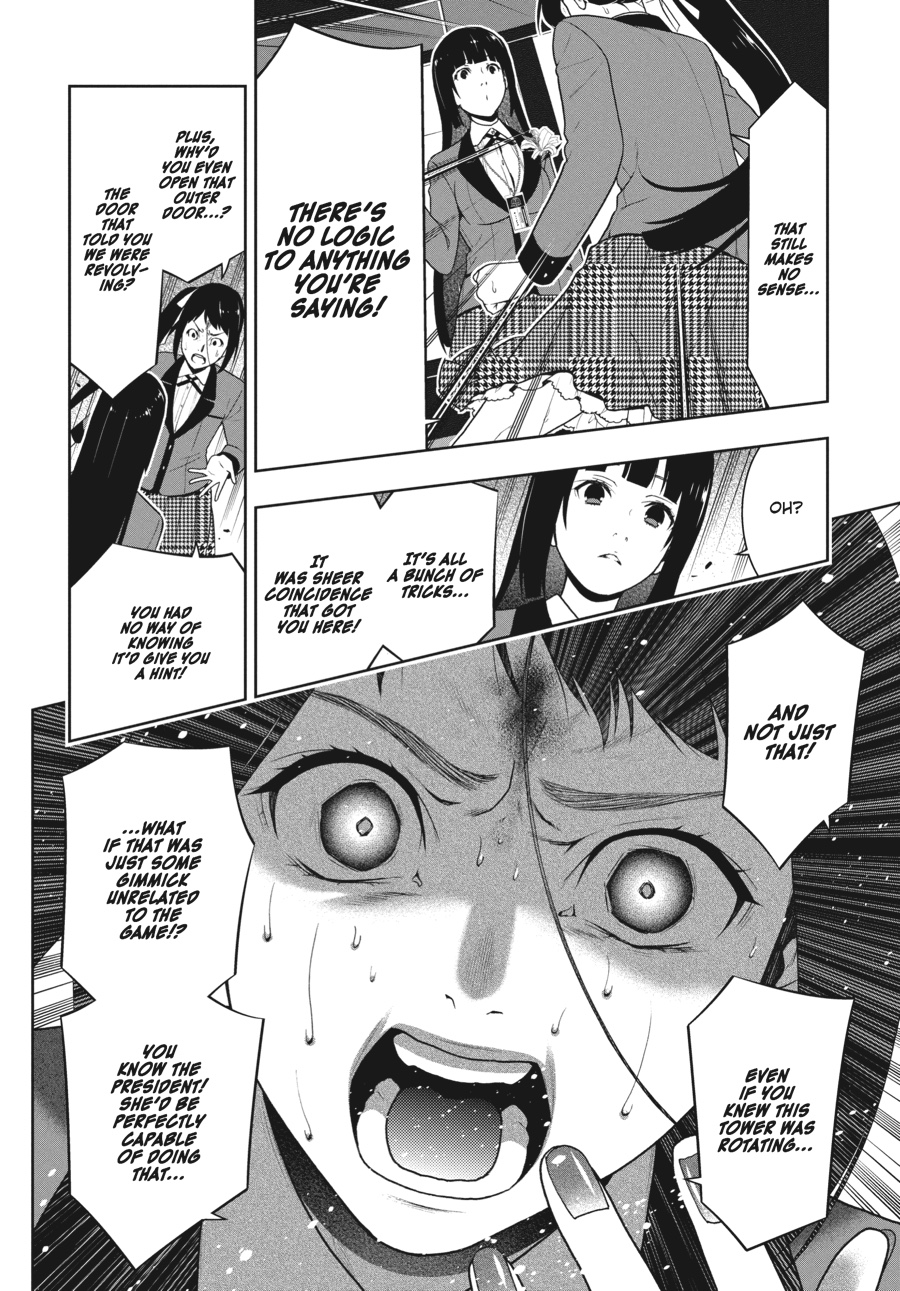 THAT
STILL
MAKES
NO
SENSE...
THERE'S
NO LOGIC
TO ANYTHING
YOU'RE
SAYING!
PLUS,
WHY'D
YOU EVEN
OPEN THAT
OUTER
DOOR...?
THE
DOOR
THAT
TOLD YOU
WE WERE
REVOLV-
ING?
YOU HAD
NO WAY OF
KNOWING
IT'D GIVE YOU
A HINT!
OH?
IT'S ALL
A BUNCH OF
TRICKS...
IT
WAS SHEER
COINCIDENCE
THAT GOT
YOU HERE!
AND
NOT JUST
THAT!
EVEN
IF YOU
KNEW THIS
TOWER WAS
ROTATING...
...WHAT
IF THAT WAS
JUST SOME
GIMMICK
UNRELATED
TO THE
GAME!?
YOU
KNOW THE
PRESIDENT!
SHE'D BE
PERFECTLY
CAPABLE
OF DOING
THAT...